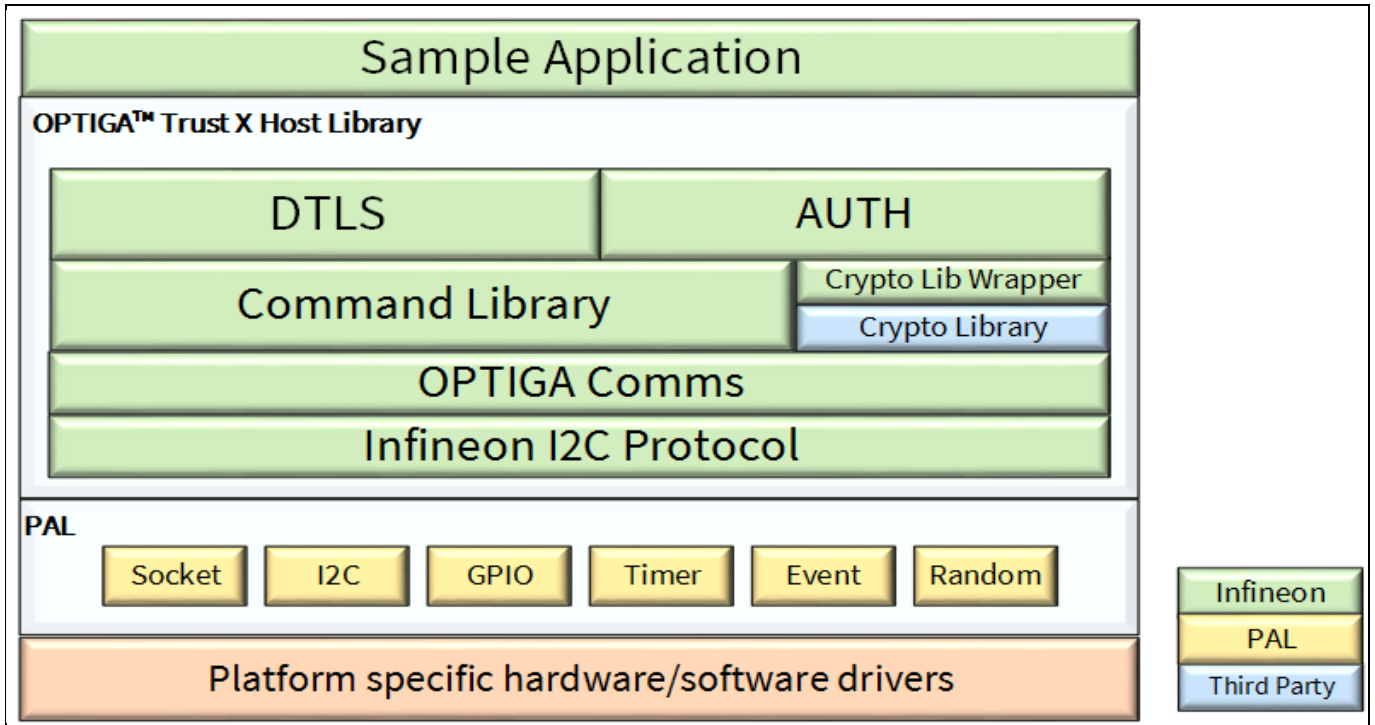 Sample Application
OPTIGA™ Trust X Host Library
DTLS
AUTH
Command Library
Crypto Lib Wrapper
Crypto Library
OPTIGA Comms
Infineon I2C Protocol
PAL
Socket
I2C
GPIO
Timer
Event
Random
Platform specific hardware/software drivers
Infineon
PAL
Third Party